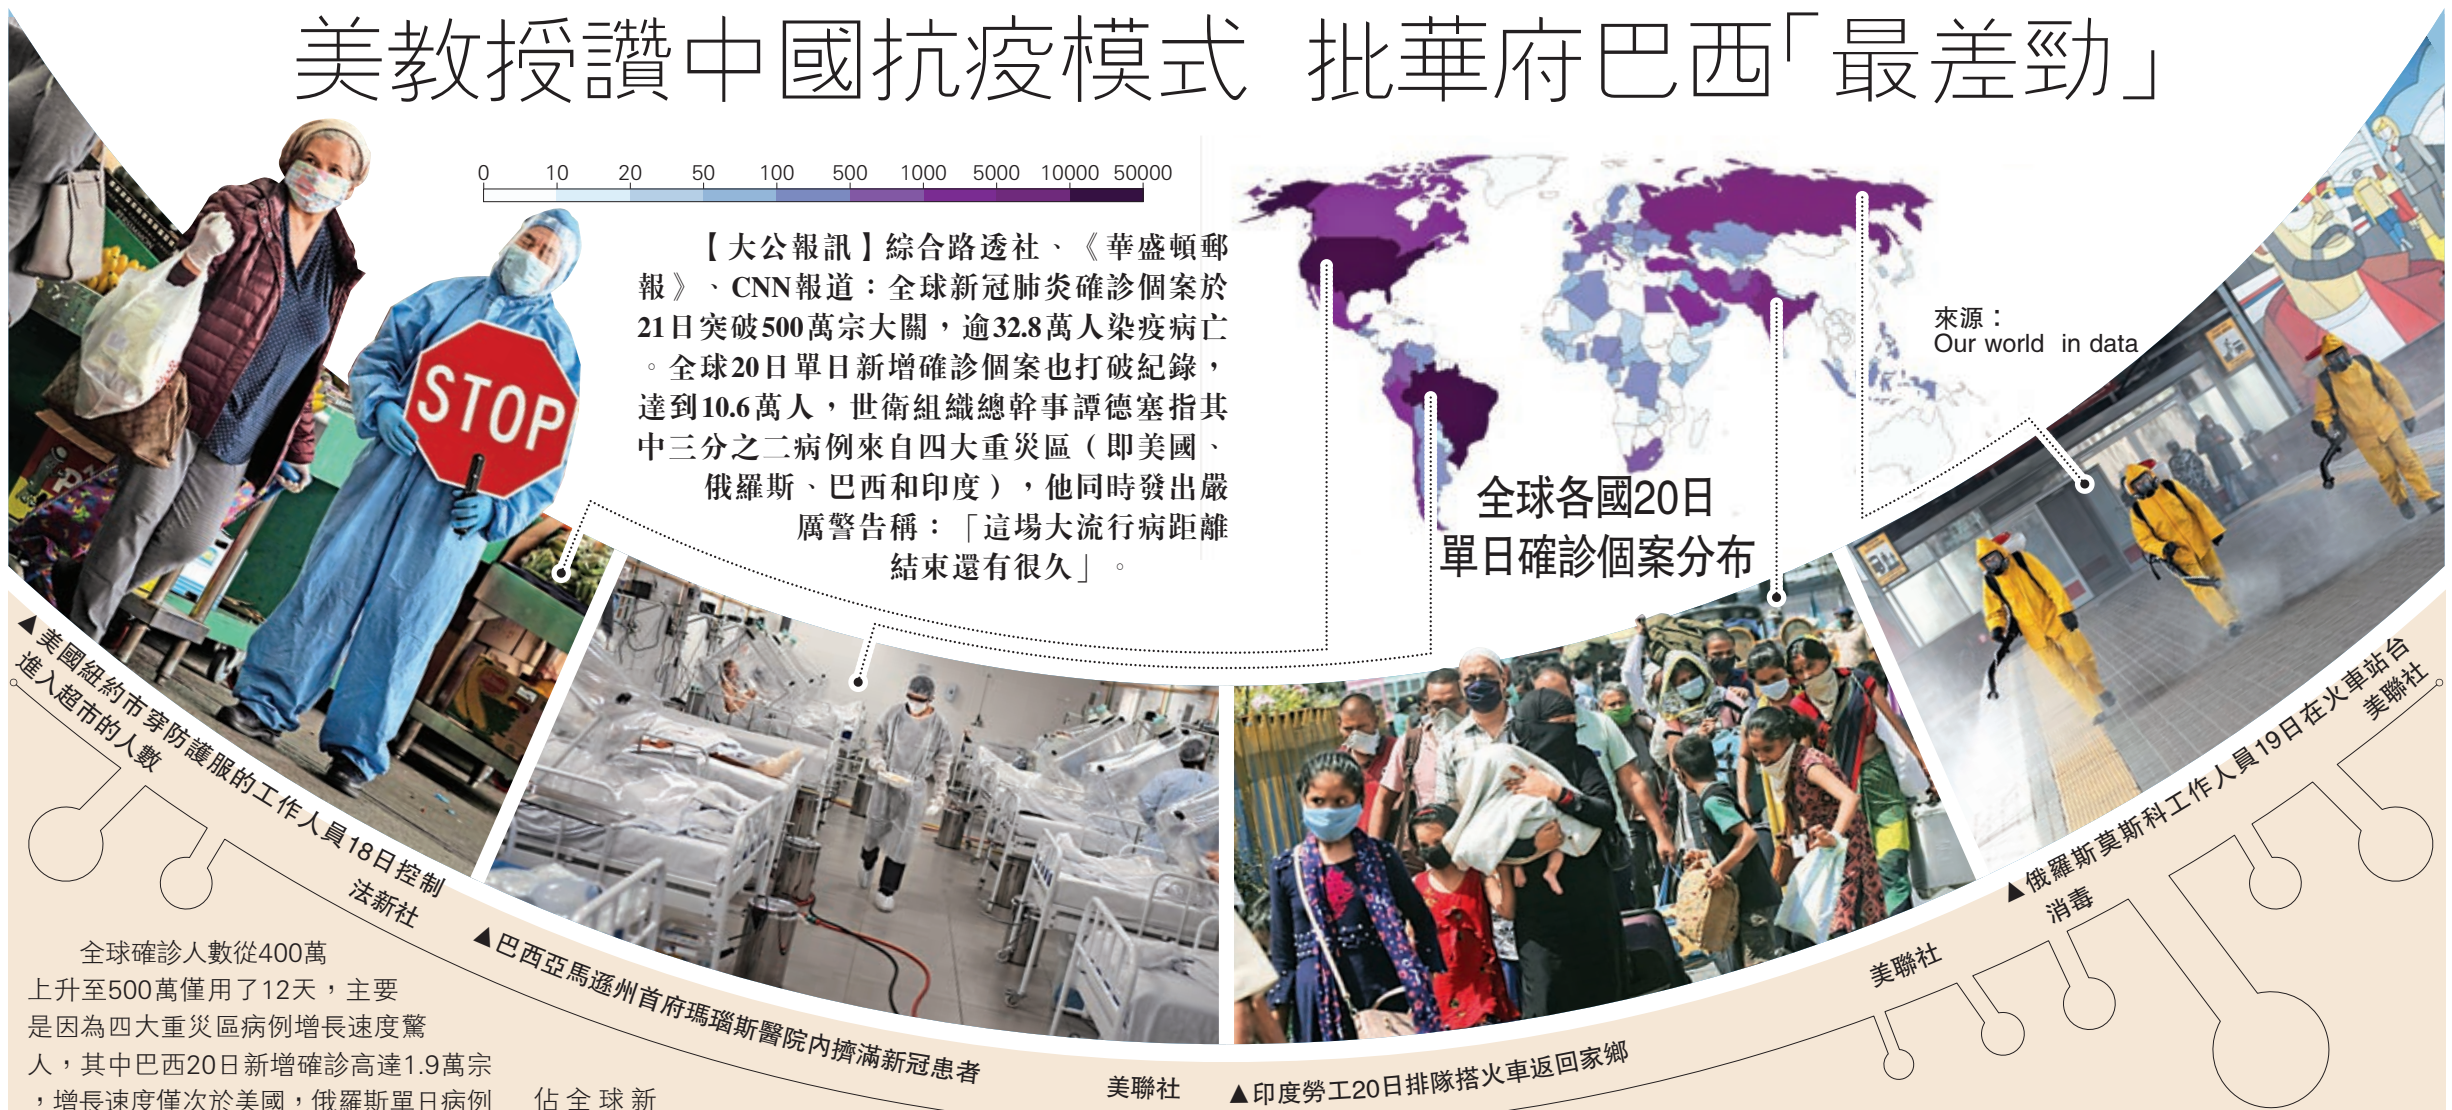 美教授讚中國抗疫模式 批華府巴西「最差勁」
0 10 20 50 100 500 1000 5000 10000 50000
【大公報訊】綜合路透社、《華盛頓郵
報》、CNN報道：全球新冠肺炎確診個案於
21日突破500萬宗大關，逾32.8萬人染疫病亡
。全球20日單日新增確診個案也打破紀錄，
達到10.6萬人，世衛組織總幹事譚德塞指其
中三分之二病例來自四大重災區（即美國、
俄羅斯、巴西和印度），他同時發出嚴
厲警告稱：「這場大流行病距離
結束還有很久」。
來源：
Our world in data
全球各國20日
單日確診個案分布
STOP
▲美國紐約市穿防護服的工作人員18日控制
進入超市的人數
法新社
▲巴西亞馬遜州首府瑪瑙斯醫院內擠滿新冠患者
美聯社
▲印度勞工20日排隊搭火車返回家鄉
美聯社
▲俄羅斯莫斯科工作人員19日在火車站台
消毒
美聯社
全球確診人數從400萬
上升至500萬僅用了12天，主要
是因為四大重災區病例增長速度驚
人，其中巴西20日新增確診高達1.9萬宗
，增長速度僅次於美國，俄羅斯單日病例
佔全球新